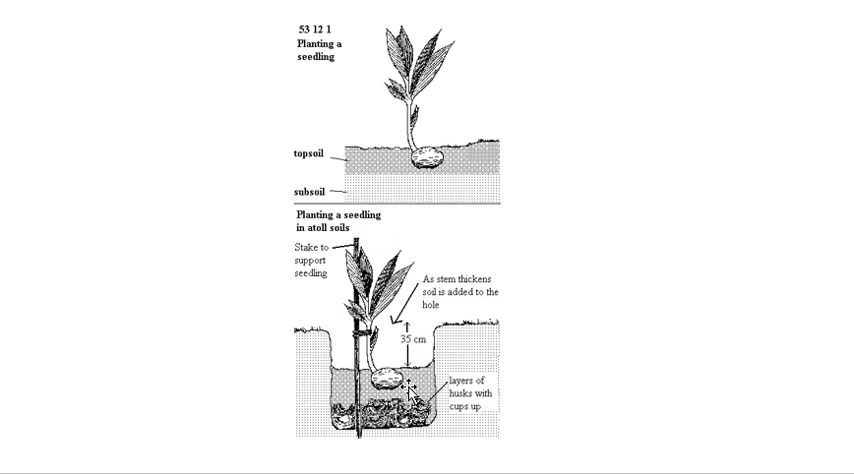 53 12 1
Planting a
seedling
topsoil
subsoil
Planting a seedling
in atoll soils
Stake to
support
seedling
As stem thickens
soil is added to the
hole
35 cm
layers of
husks with
cups up